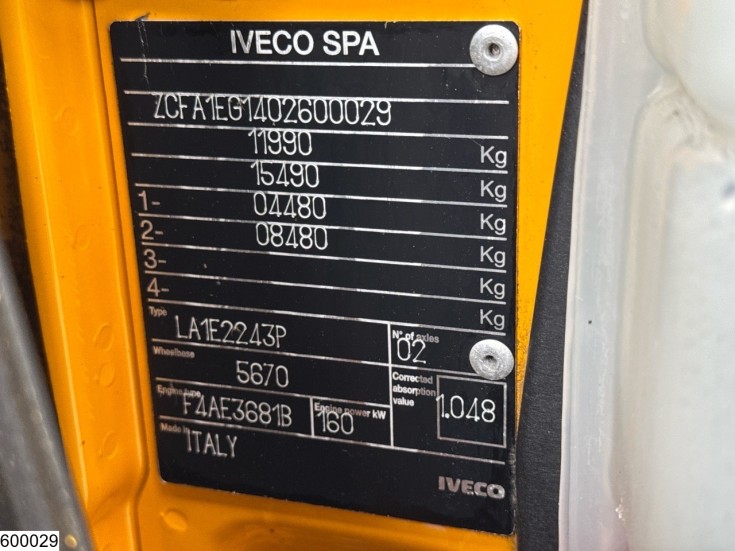 IVECO SPA
ZCFA1EG1402600029
11990 Kg
15490 Kg
1- 04480 Kg
2- 08480 Kg
3- Kg
4- Kg
Type LA1E2243P N° of axles 02
Wheelbase 5670 Corrected absorption value 1.048
Engine type F4AE3681B Engine power kW 160
Made in ITALY
IVECO
600029